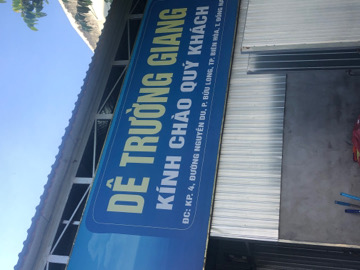 DÊ TRƯỜNG GIANG
KÍNH CHÀO QUÝ KHÁCH
ĐC: KP. 4, ĐƯỜNG NGUYỄN DU, P. BỬU LONG, TP. BIÊN HÒA, T. ĐỒNG NAI